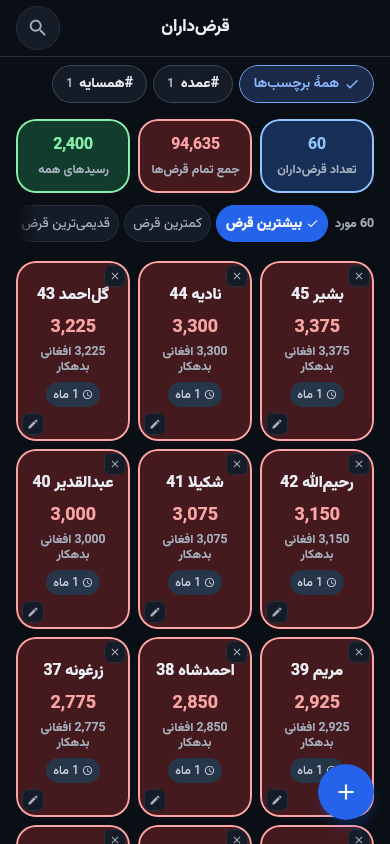 قرض‌داران
همهٔ برچسب‌ها
#عمده 1
#همسایه 1
60
تعداد قرض‌داران
94,635
جمع تمام قرض‌ها
2,400
رسیدهای همه
60 مورد
بیشترین قرض
کمترین قرض
قدیمی‌ترین قرض
بشیر 45
3,375
3,375 افغانی
بدهکار
1 ماه
نادیه 44
3,300
3,300 افغانی
بدهکار
1 ماه
گل‌احمد 43
3,225
3,225 افغانی
بدهکار
1 ماه
رحیم‌الله 42
3,150
3,150 افغانی
بدهکار
1 ماه
شکیلا 41
3,075
3,075 افغانی
بدهکار
1 ماه
عبدالقدیر 40
3,000
3,000 افغانی
بدهکار
1 ماه
مریم 39
2,925
2,925 افغانی
بدهکار
1 ماه
احمدشاه 38
2,850
2,850 افغانی
بدهکار
1 ماه
زرغونه 37
2,775
2,775 افغانی
بدهکار
1 ماه